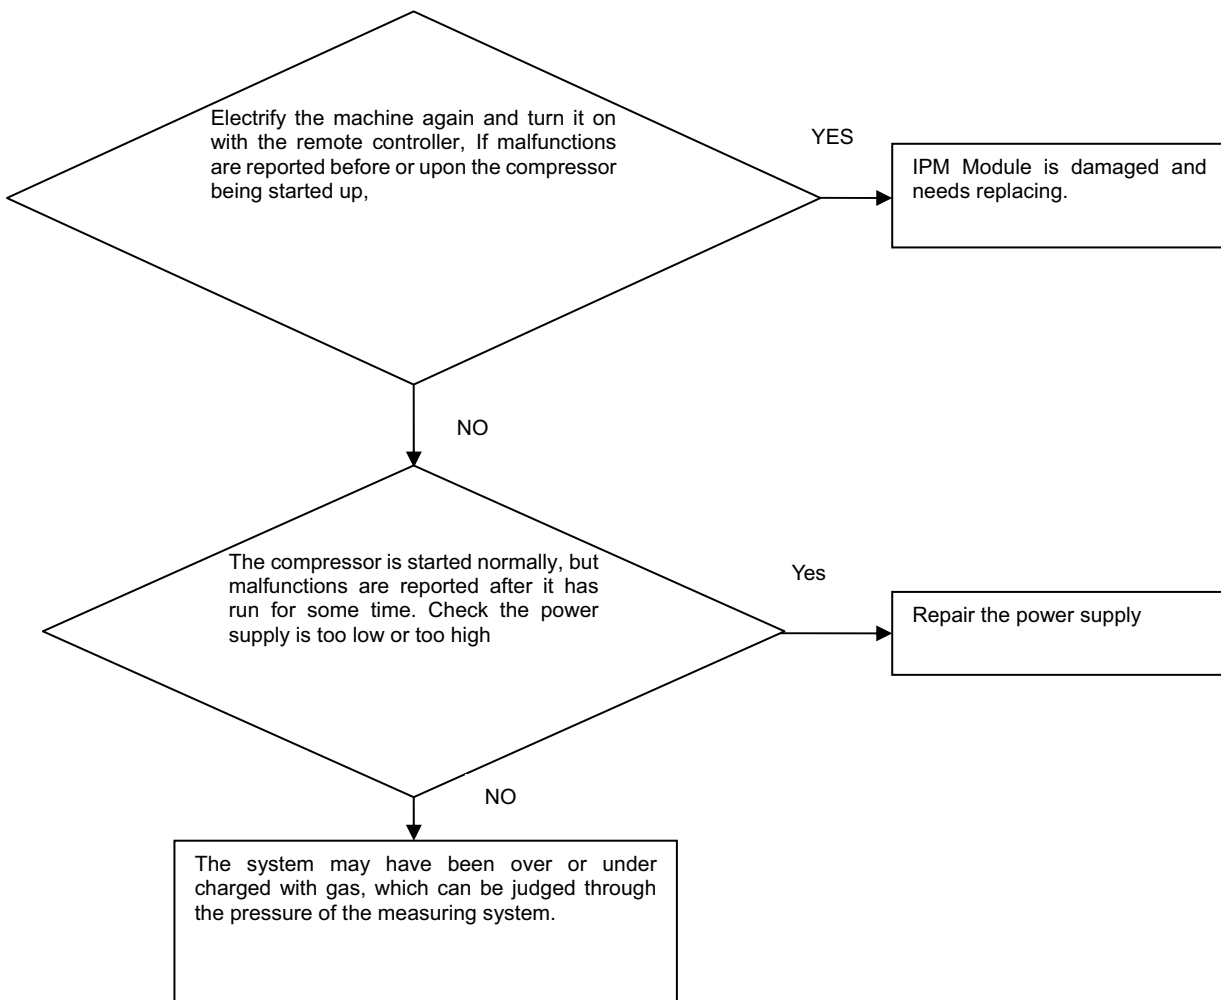 Electrify the machine again and turn it on
with the remote controller, If malfunctions
are reported before or upon the compressor
being started up,
YES
IPM Module is damaged and
needs replacing.
NO
The compressor is started normally, but
malfunctions are reported after it has
run for some time. Check the power
supply is too low or too high
Yes
Repair the power supply
NO
The system may have been over or under
charged with gas, which can be judged through
the pressure of the measuring system.